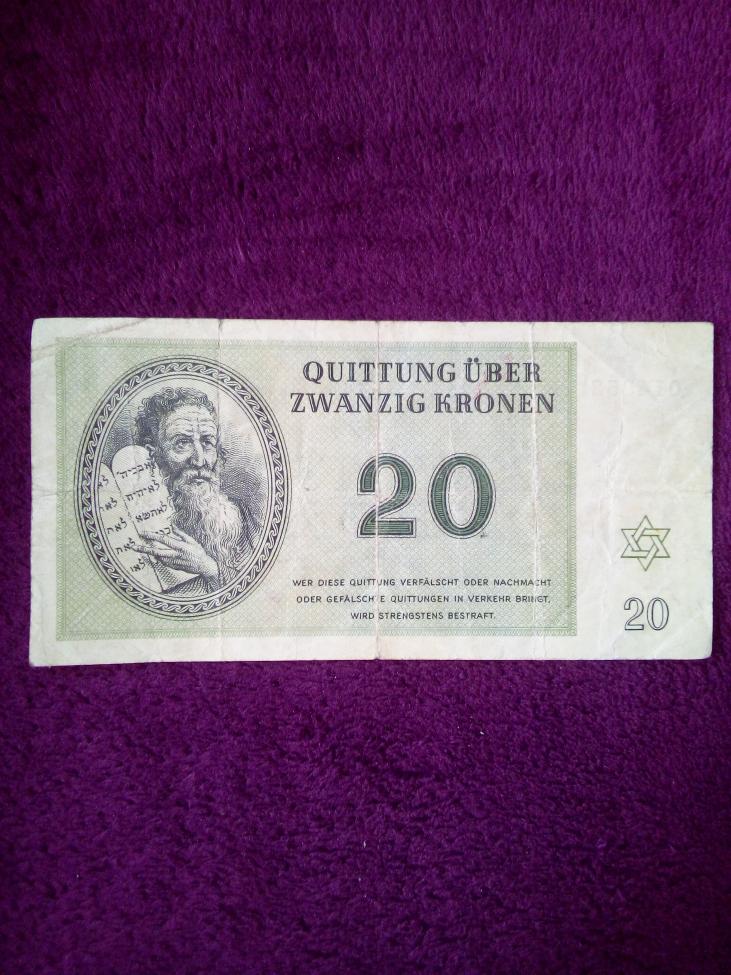 QUITTUNG ÜBER
ZWANZIG KRONEN
20
WER DIESE QUITTUNG VERFÄLSCHT ODER NACHMACHT
ODER GEFÄLSCHTE QUITTUNGEN IN VERKEHR BRINGT,
WIRD STRENGSTENS BESTRAFT.
20